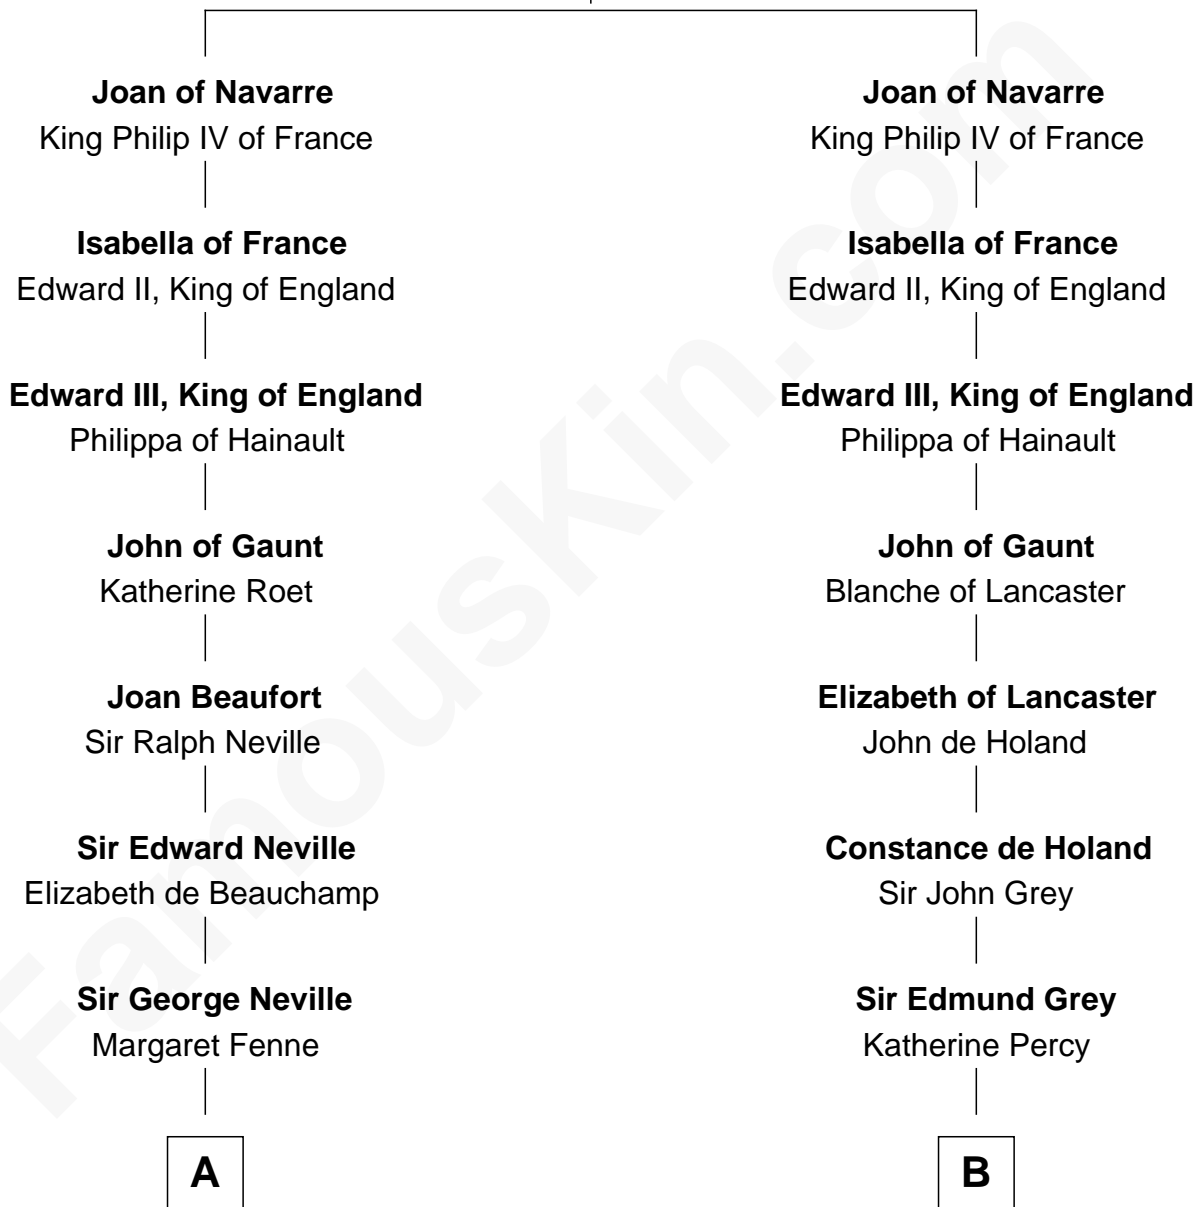 Joan of Navarre
King Philip IV of France
Isabella of France
Edward II, King of England
Edward III, King of England
Philippa of Hainault
John of Gaunt
Katherine Roet
Joan Beaufort
Sir Ralph Neville
Sir Edward Neville
Elizabeth de Beauchamp
Sir George Neville
Margaret Fenne
A
Joan of Navarre
King Philip IV of France
Isabella of France
Edward II, King of England
Edward III, King of England
Philippa of Hainault
John of Gaunt
Blanche of Lancaster
Elizabeth of Lancaster
John de Holand
Constance de Holand
Sir John Grey
Sir Edmund Grey
Katherine Percy
B
FamousKin.com